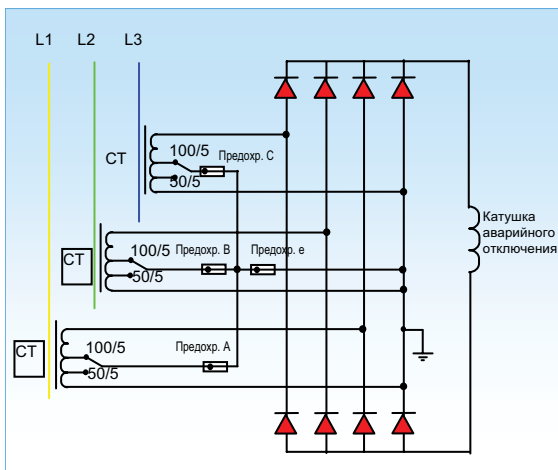 L1 L2 L3
CT
100/5
50/5
Предохр. C
CT
100/5
50/5
Предохр. B
Предохр. e
CT
100/5
50/5
Предохр. A
Катушка
аварийного
отключения